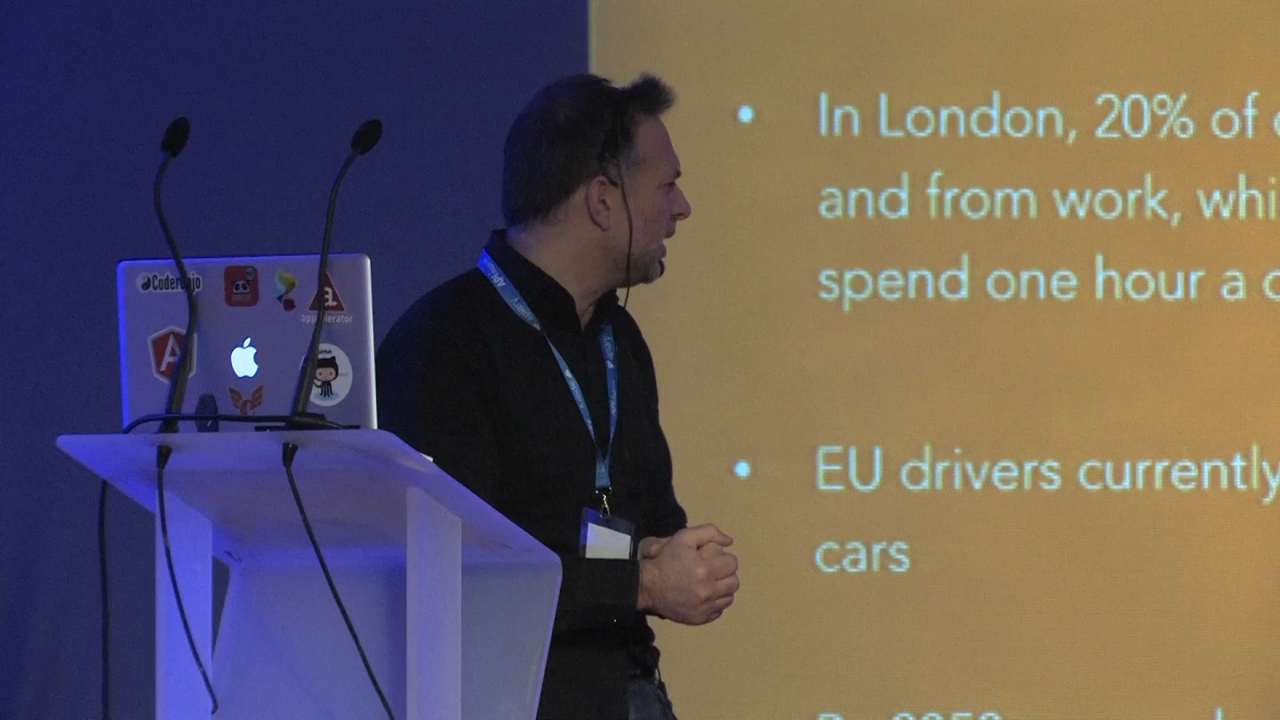 In London, 20% of
and from work, whi
spend one hour a
EU drivers currently
cars
CoderDojo
appcelerator
A
a